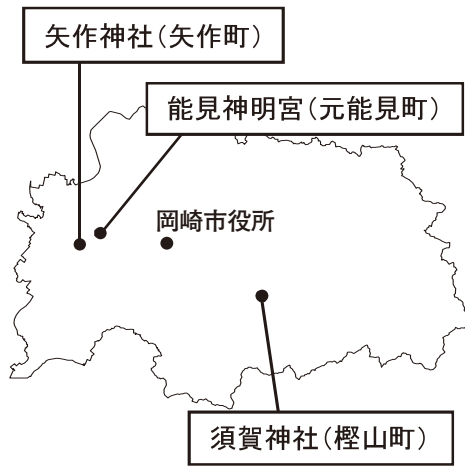 矢作神社（矢作町）
能見神明宮（元能見町）
岡崎市役所
須賀神社（樫山町）